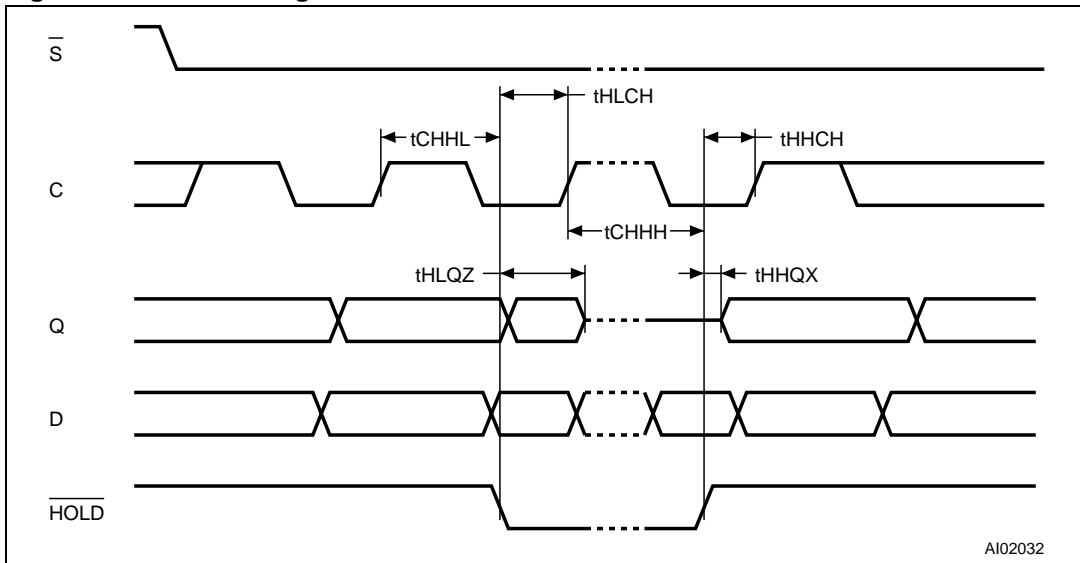 S
tHLCH
tCHHL
tHHCH
C
tCHHH
tHLQZ
tHHQX
Q
D
HOLD
AI02032